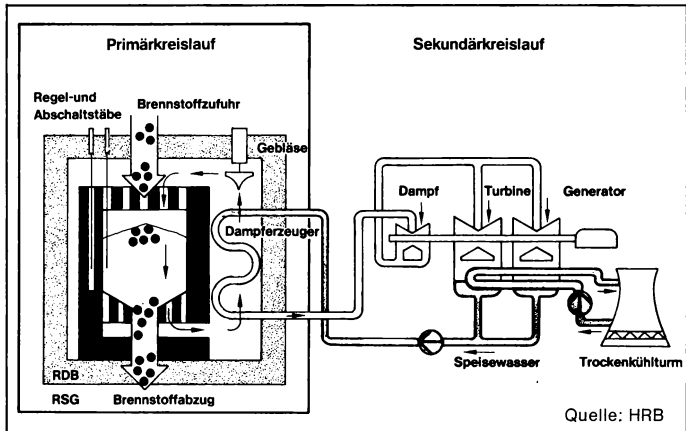 Primärkreislauf
Sekundärkreislauf
Regel-und
Abschaltstäbe
Brennstoffzufuhr
Gebläse
Dampf
Turbine
Generator
Dampferzeuger
RDB
RSG
Brennstoffabzug
Speisewasser
Trockenkühlturm
Quelle: HRB